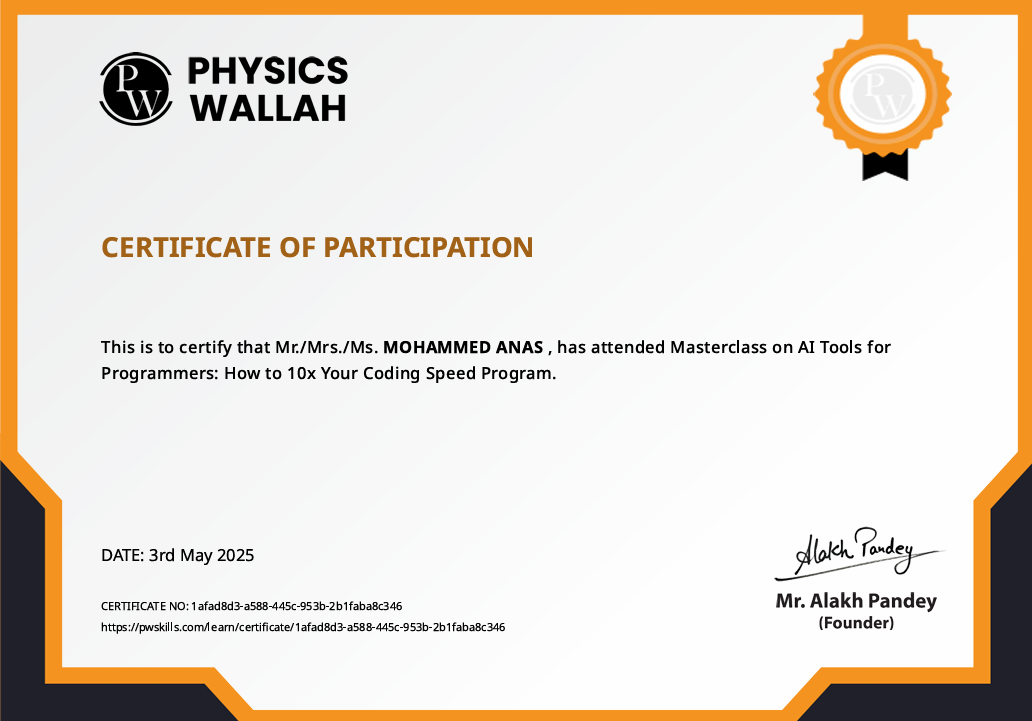 PW
PHYSICS
WALLAH
PW
CERTIFICATE OF PARTICIPATION
This is to certify that Mr./Mrs./Ms. MOHAMMED ANAS , has attended Masterclass on AI Tools for
Programmers: How to 10x Your Coding Speed Program.
DATE: 3rd May 2025
CERTIFICATE NO: 1afad8d3-a588-445c-953b-2b1faba8c346
https://pwskills.com/learn/certificate/1afad8d3-a588-445c-953b-2b1faba8c346
Alakh Pandey
Mr. Alakh Pandey
(Founder)